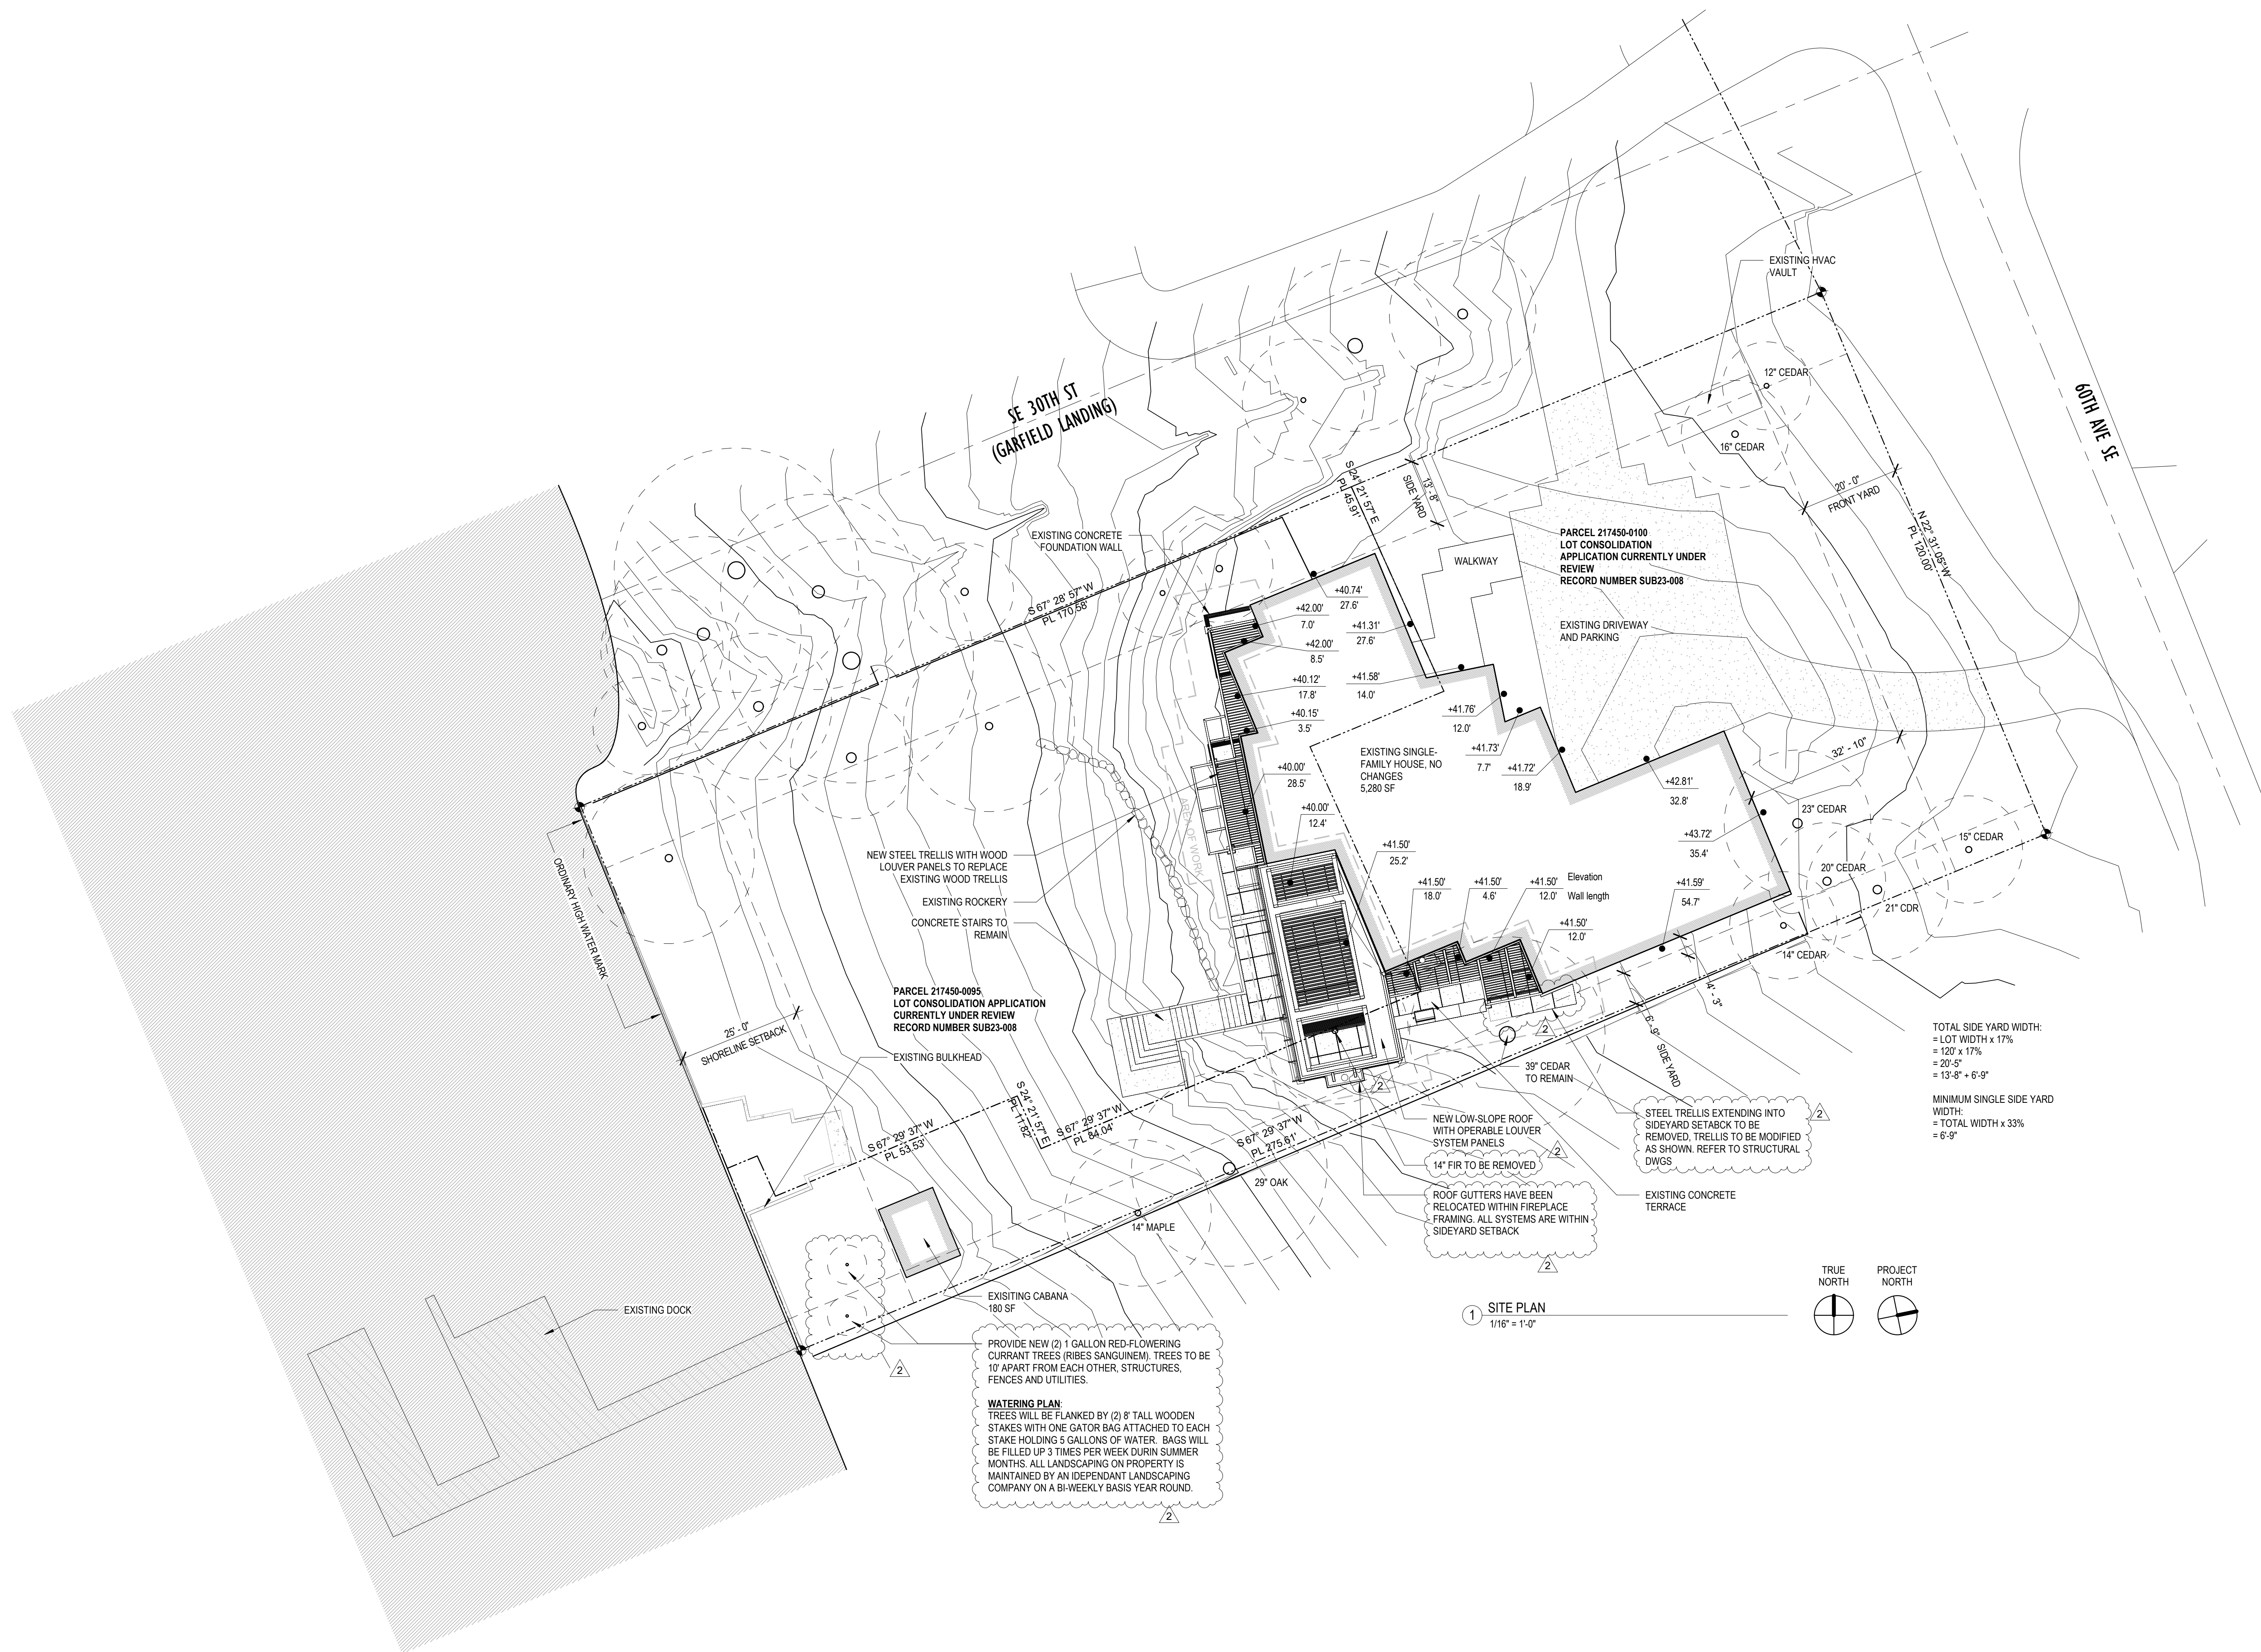 SE 30TH ST
(GARFIELD LANDING)
60TH AVE SE
EXISTING HVAC
VAULT
12" CEDAR
16" CEDAR
20' - 0"
FRONT YARD
N 22° 31' 05" W
PL 120.00'
S 24° 21' 57" E
PL 45.91'
13' - 8"
SIDE YARD
EXISTING CONCRETE
FOUNDATION WALL
WALKWAY
PARCEL 217450-0100
LOT CONSOLIDATION
APPLICATION CURRENTLY UNDER
REVIEW
RECORD NUMBER SUB23-008
S 67° 28' 57" W
PL 170.58'
EXISTING DRIVEWAY
AND PARKING
+40.74'
27.6'
+42.00'
7.0'
+41.31'
27.6'
+42.00'
8.5'
+40.12'
17.8'
+41.58'
14.0'
+40.15'
3.5'
+41.76'
12.0'
+41.73'
7.7'
+41.72'
18.9'
EXISTING SINGLE-
FAMILY HOUSE, NO
CHANGES
5,280 SF
+40.00'
28.5'
+40.00'
12.4'
+42.81'
32.8'
32' - 10"
+43.72'
35.4'
23" CEDAR
15" CEDAR
20" CEDAR
21" CDR
14" CEDAR
+41.50'
25.2'
+41.50'
18.0'
+41.50'
4.6'
+41.50'
12.0'
Elevation
Wall length
+41.50'
12.0'
+41.59'
54.7'
AREA OF WORK
NEW STEEL TRELLIS WITH WOOD
LOUVER PANELS TO REPLACE
EXISTING WOOD TRELLIS
EXISTING ROCKERY
CONCRETE STAIRS TO
REMAIN
ORDINARY HIGH WATER MARK
PARCEL 217450-0095
LOT CONSOLIDATION APPLICATION
CURRENTLY UNDER REVIEW
RECORD NUMBER SUB23-008
25' - 0"
SHORELINE SETBACK
EXISTING BULKHEAD
S 24° 21' 57" E
PL 11.82'
S 67° 29' 37" W
PL 53.53'
S 67° 29' 37" W
PL 84.04'
S 67° 29' 37" W
PL 275.61'
4' - 3"
6' - 9"
SIDE YARD
2
2
39" CEDAR
TO REMAIN
NEW LOW-SLOPE ROOF
WITH OPERABLE LOUVER
SYSTEM PANELS
2
14" FIR TO BE REMOVED
ROOF GUTTERS HAVE BEEN
RELOCATED WITHIN FIREPLACE
FRAMING. ALL SYSTEMS ARE WITHIN
SIDEYARD SETBACK
2
STEEL TRELLIS EXTENDING INTO
SIDEYARD SETABCK TO BE
REMOVED, TRELLIS TO BE MODIFIED
AS SHOWN. REFER TO STRUCTURAL
DWGS
2
EXISTING CONCRETE
TERRACE
TOTAL SIDE YARD WIDTH:
= LOT WIDTH x 17%
= 120' x 17%
= 20'-5"
= 13'-8" + 6'-9"
MINIMUM SINGLE SIDE YARD
WIDTH:
= TOTAL WIDTH x 33%
= 6'-9"
29" OAK
14" MAPLE
EXISITING CABANA
180 SF
EXISTING DOCK
2
PROVIDE NEW (2) 1 GALLON RED-FLOWERING
CURRANT TREES (RIBES SANGUINEM). TREES TO BE
10' APART FROM EACH OTHER, STRUCTURES,
FENCES AND UTILITIES.
WATERING PLAN:
TREES WILL BE FLANKED BY (2) 8' TALL WOODEN
STAKES WITH ONE GATOR BAG ATTACHED TO EACH
STAKE HOLDING 5 GALLONS OF WATER. BAGS WILL
BE FILLED UP 3 TIMES PER WEEK DURIN SUMMER
MONTHS. ALL LANDSCAPING ON PROPERTY IS
MAINTAINED BY AN IDEPENDANT LANDSCAPING
COMPANY ON A BI-WEEKLY BASIS YEAR ROUND.
2
1 SITE PLAN
1/16" = 1'-0"
TRUE
NORTH
PROJECT
NORTH